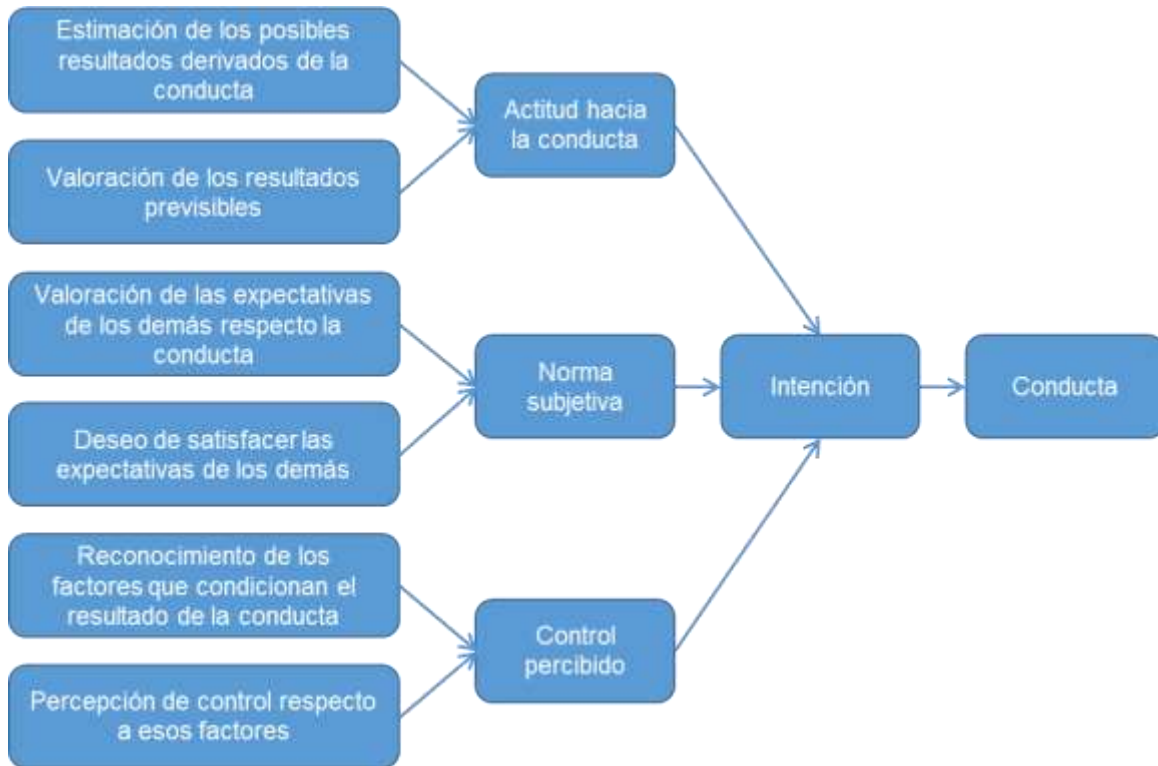 Estimación de los posibles
resultados derivados de la
conducta
Valoración de los resultados
previsibles
Actitud hacia
la conducta
Valoración de las expectativas
de los demás respecto la
conducta
Deseo de satisfacer las
expectativas de los demás
Norma
subjetiva
Reconocimiento de los
factores que condicionan el
resultado de la conducta
Percepción de control respecto
a esos factores
Control
percibido
Intención
Conducta